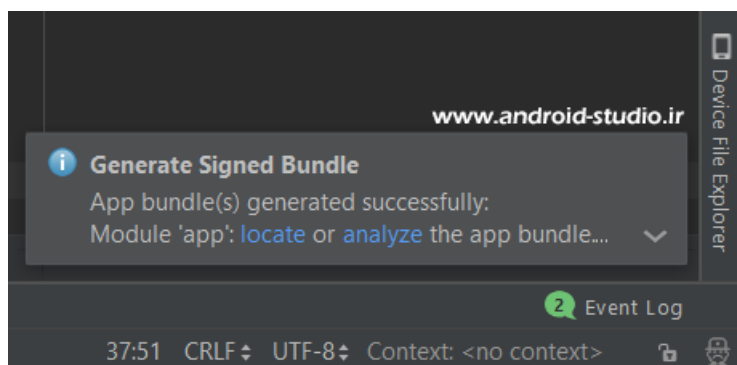 www.android-studio.ir
Device File Explorer
Generate Signed Bundle
App bundle(s) generated successfully:
Module 'app': locate or analyze the app bundle....
2 Event Log
37:51 CRLF UTF-8 Context: <no context>